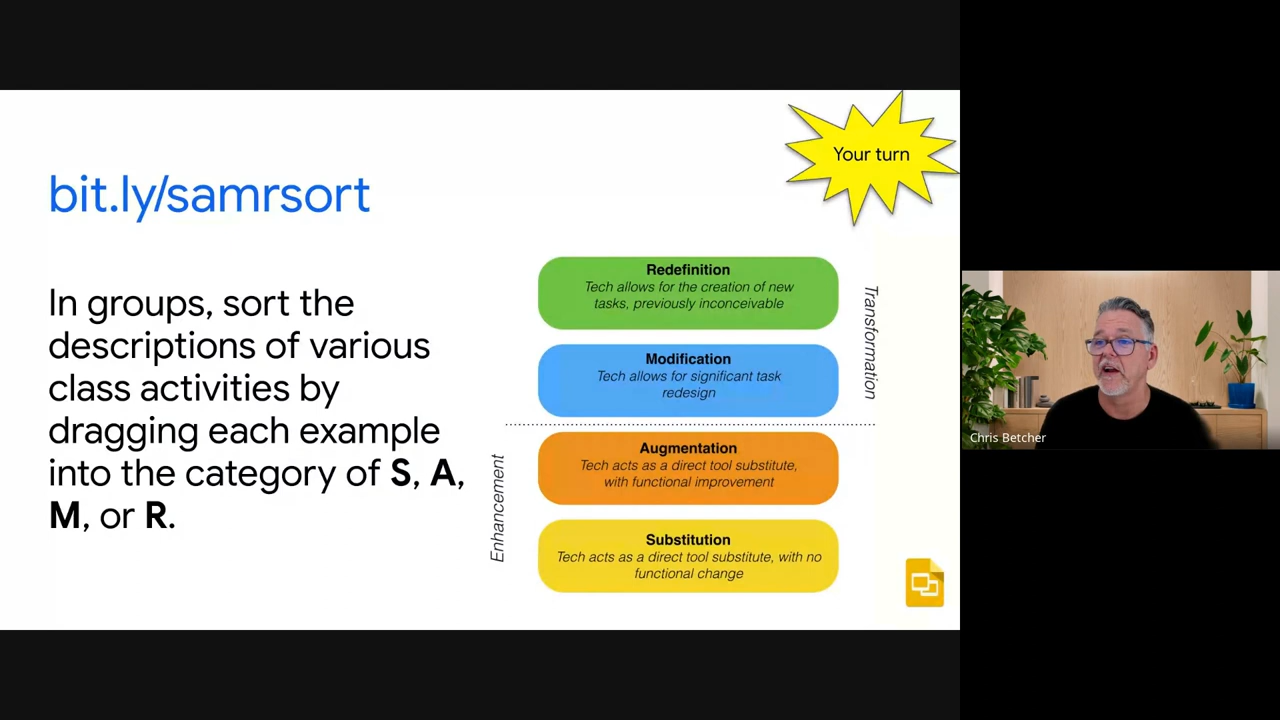 Your turn
bit.ly/samrsort
In groups, sort the
descriptions of various
class activities by
dragging each example
into the category of S, A,
M, or R.
Redefinition
Tech allows for the creation of new
tasks, previously inconceivable
Modification
Tech allows for significant task
redesign
Transformation
Augmentation
Tech acts as a direct tool substitute,
with functional improvement
Substitution
Tech acts as a direct tool substitute, with no
functional change
Enhancement
Chris Betcher